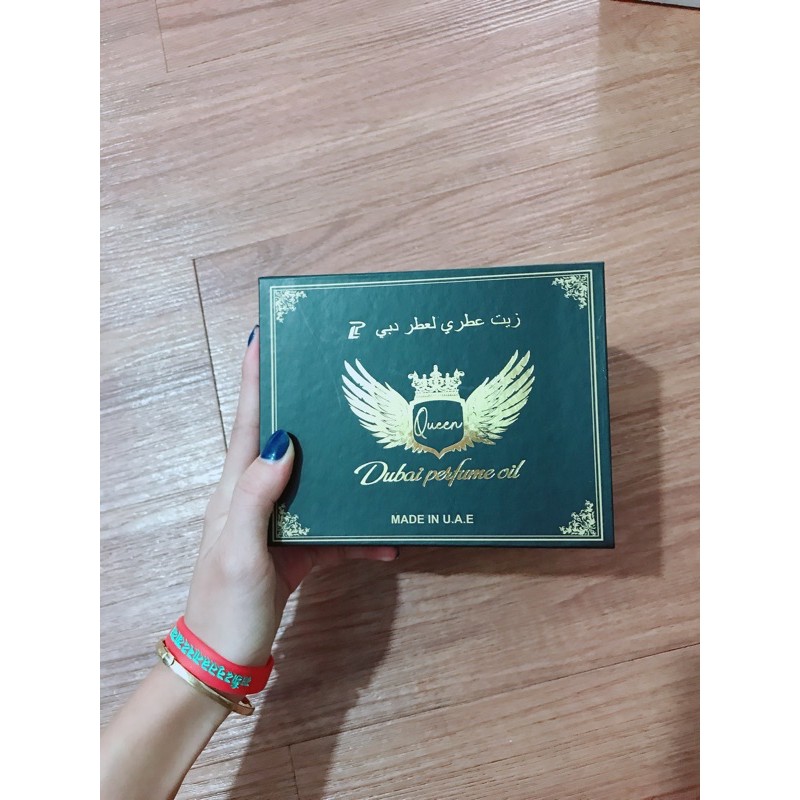 زيت عطري لعطر دبي
Queen
Dubai perfume oil
MADE IN U.A.E